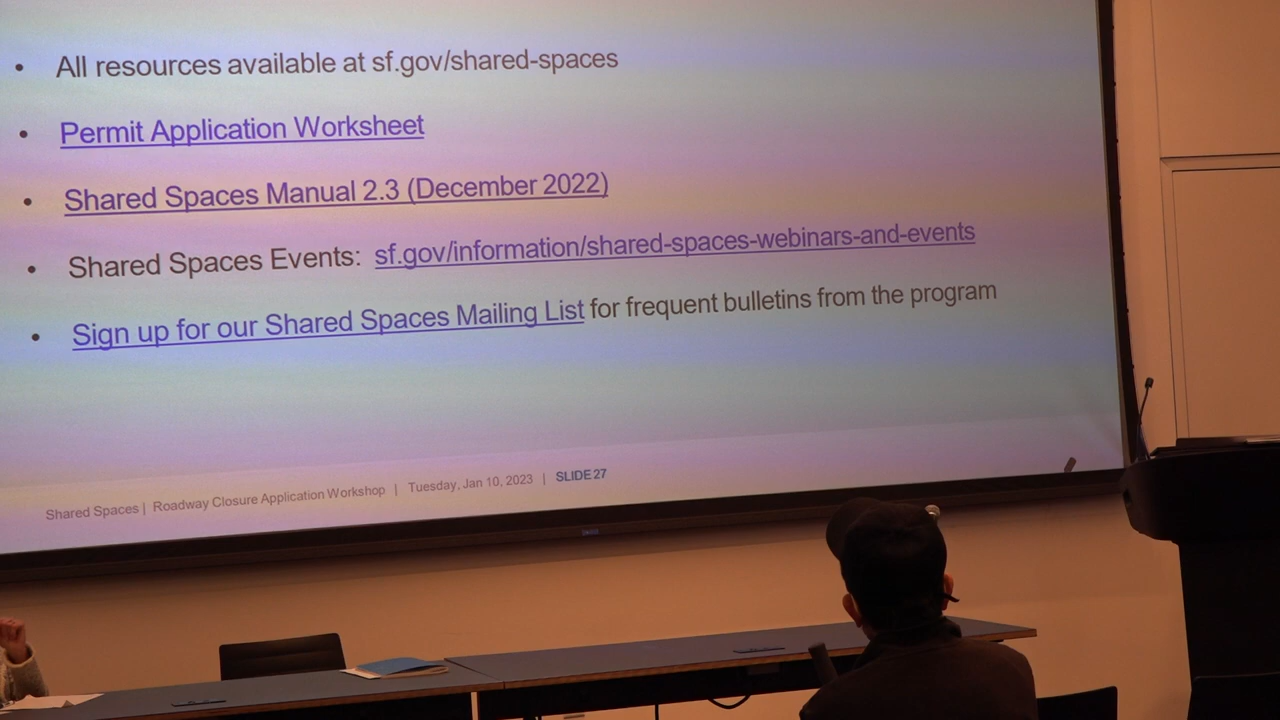 • All resources available at sf.gov/shared-spaces
• Permit Application Worksheet
• Shared Spaces Manual 2.3 (December 2022)
• Shared Spaces Events: sf.gov/information/shared-spaces-webinars-and-events
• Sign up for our Shared Spaces Mailing List for frequent bulletins from the program
Shared Spaces | Roadway Closure Application Workshop | Tuesday, Jan 10, 2023 | SLIDE 27